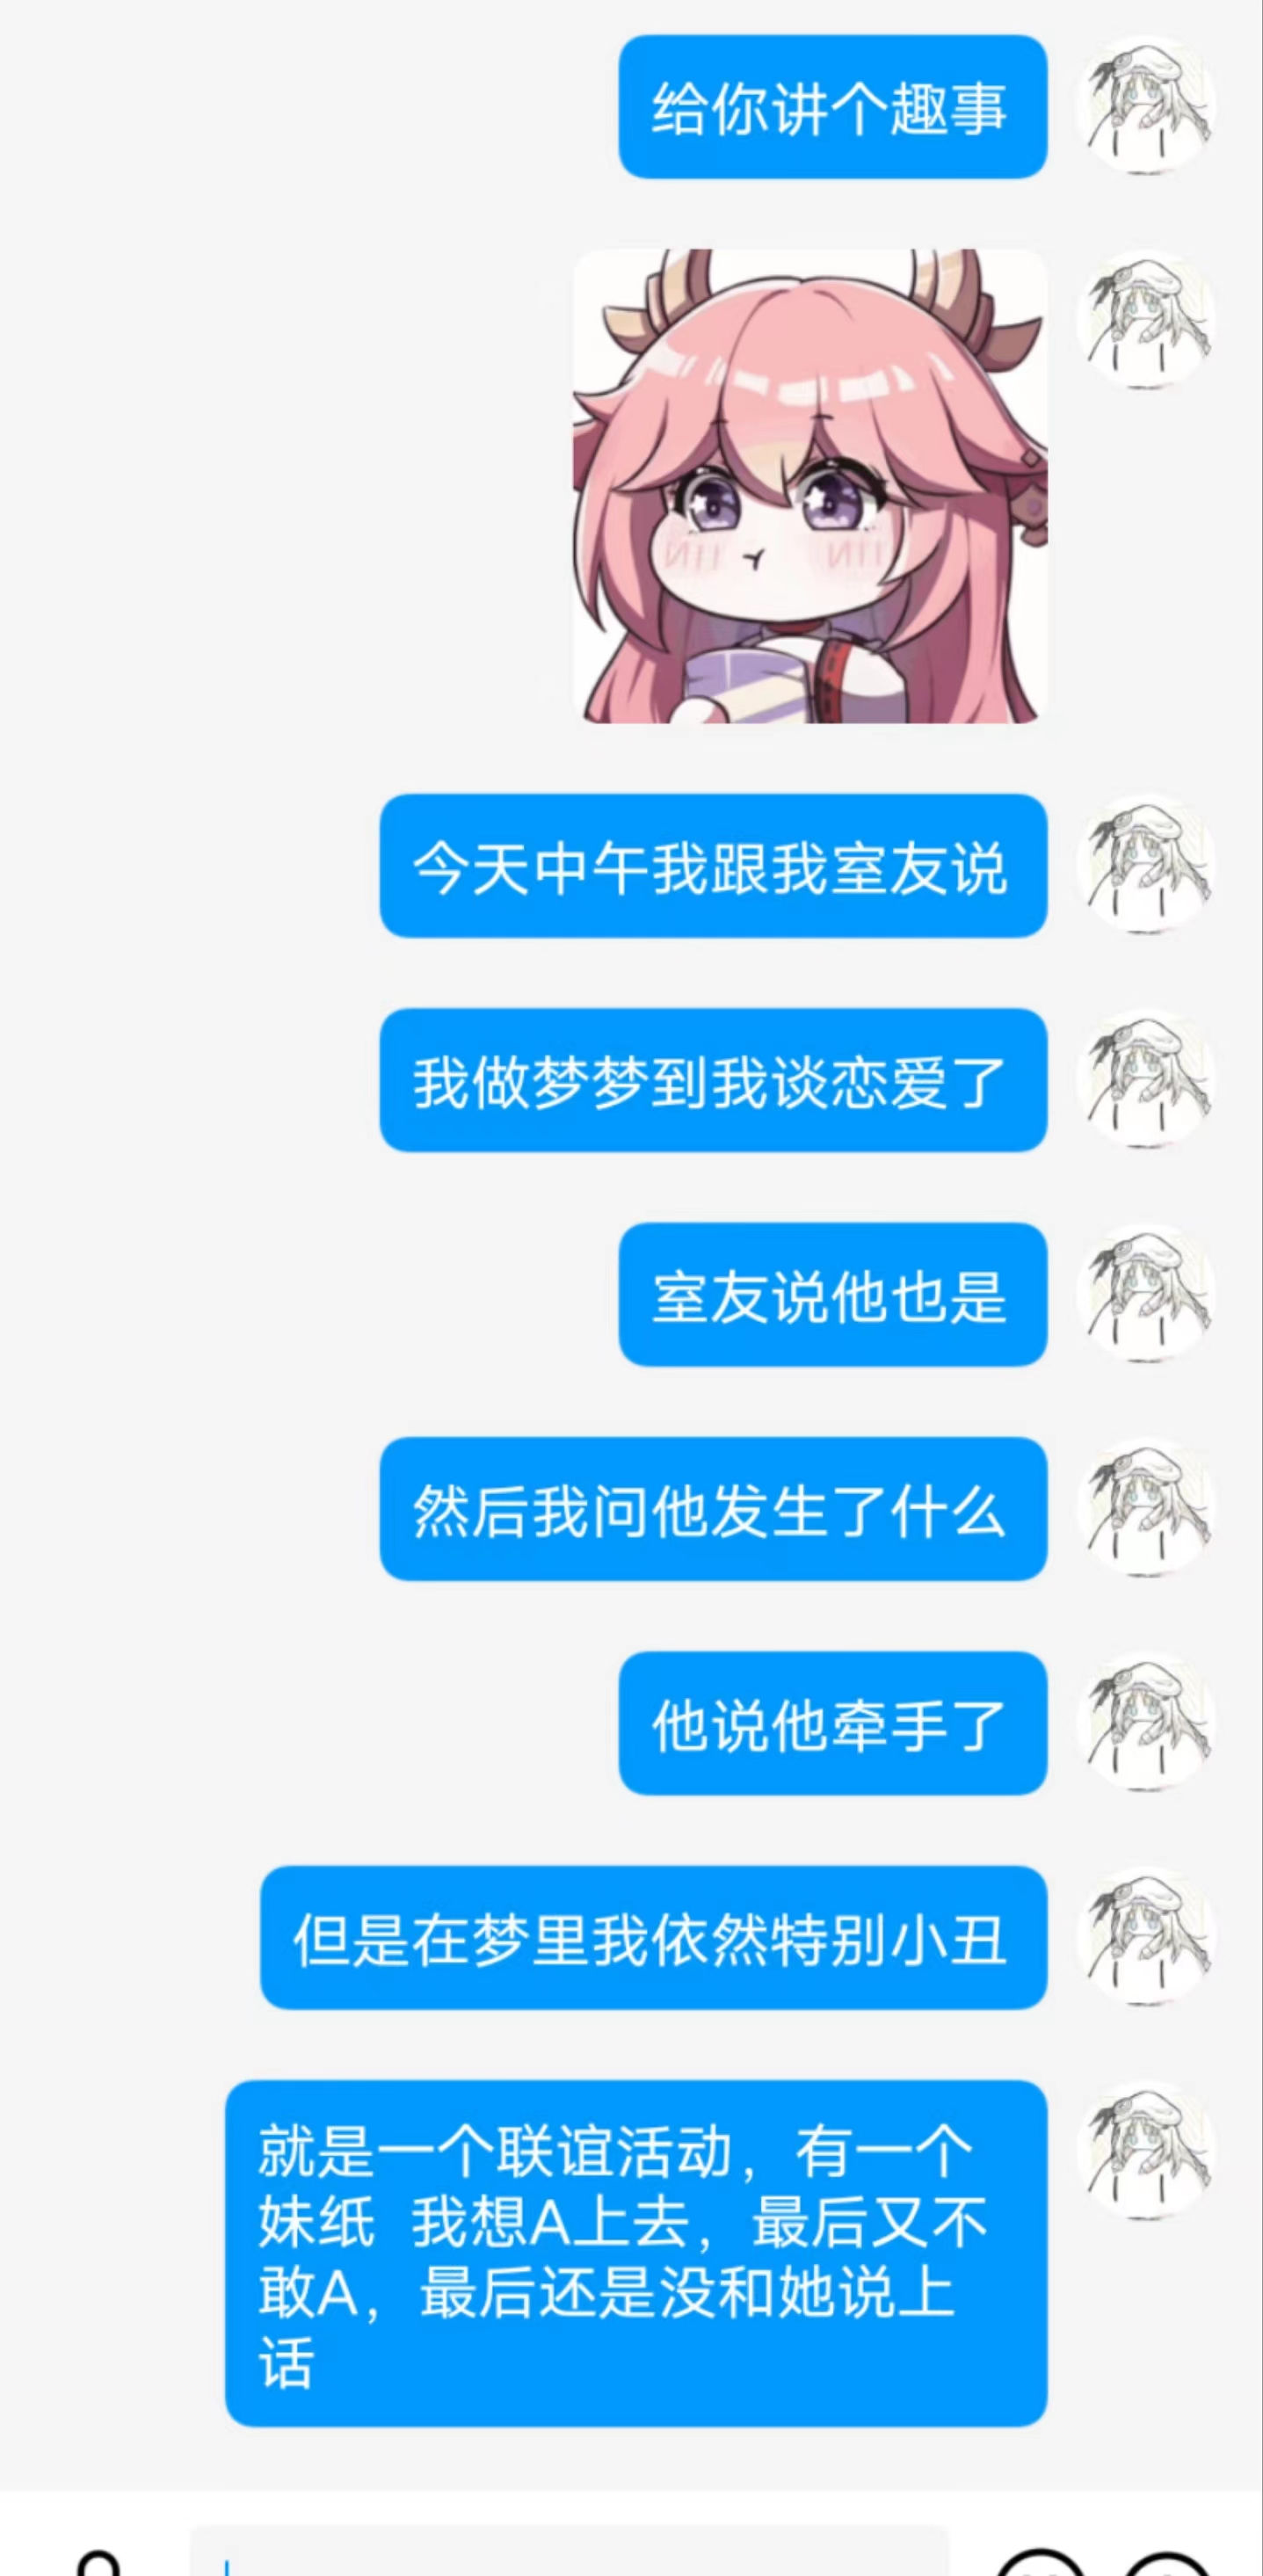 给你讲个趣事
今天中午我跟我室友说
我做梦梦到我谈恋爱了
室友说他也是
然后我问他发生了什么
他说他牵手了
但是在梦里我依然特别小丑
就是一个联谊活动，有一个
妹纸 我想A上去，最后又不
敢A，最后还是没和她说上
话